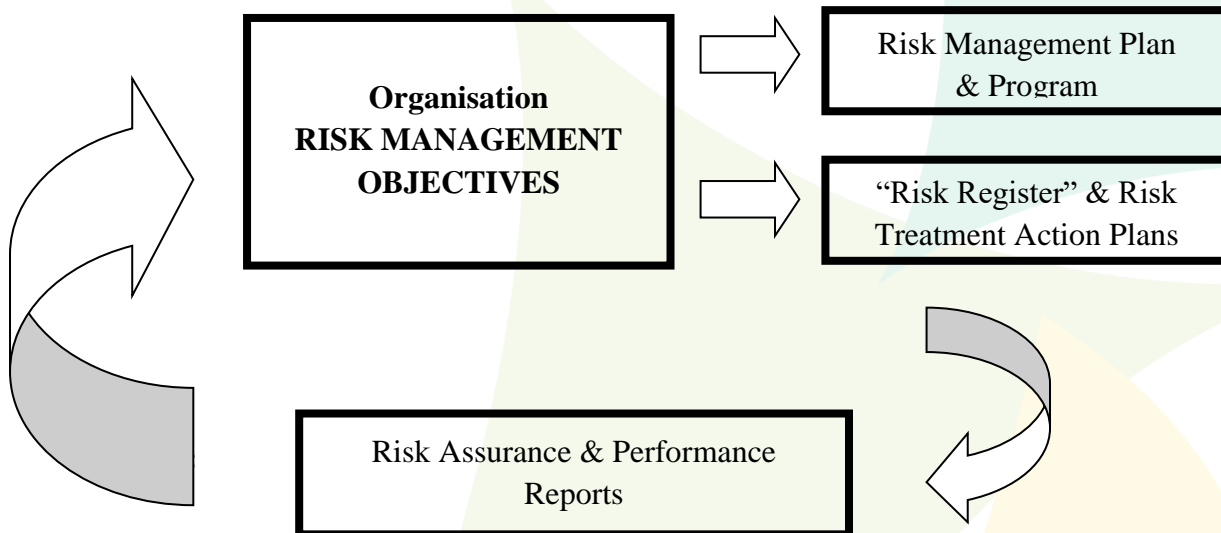 Organisation
RISK MANAGEMENT
OBJECTIVES
Risk Management Plan
& Program
“Risk Register” & Risk
Treatment Action Plans
Risk Assurance & Performance
Reports